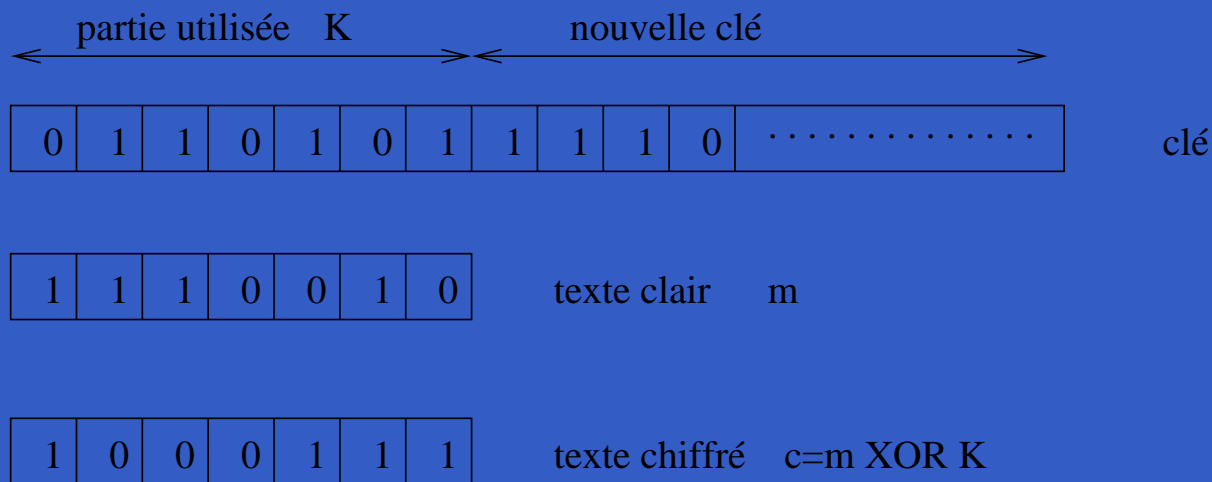 partie utilisée K nouvelle clé
0 1 1 0 1 0 1 1 1 1 0 .............. clé
1 1 1 0 0 1 0 texte clair m
1 0 0 0 1 1 1 texte chiffré c=m XOR K